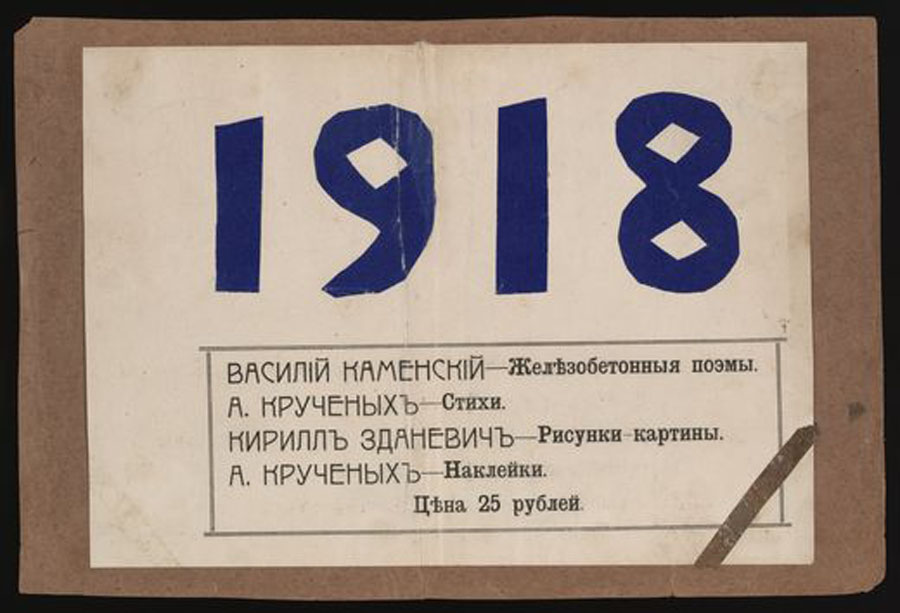 1918
ВАСИЛІЙ КАМЕНСКІЙ—Желѣзобетонныя поэмы.
А. КРУЧЕНЫХЪ—Стихи.
КИРИЛЛЪ ЗДАНЕВИЧЪ—Рисунки-картины.
А. КРУЧЕНЫХЪ—Наклейки.
Цѣна 25 рублей.